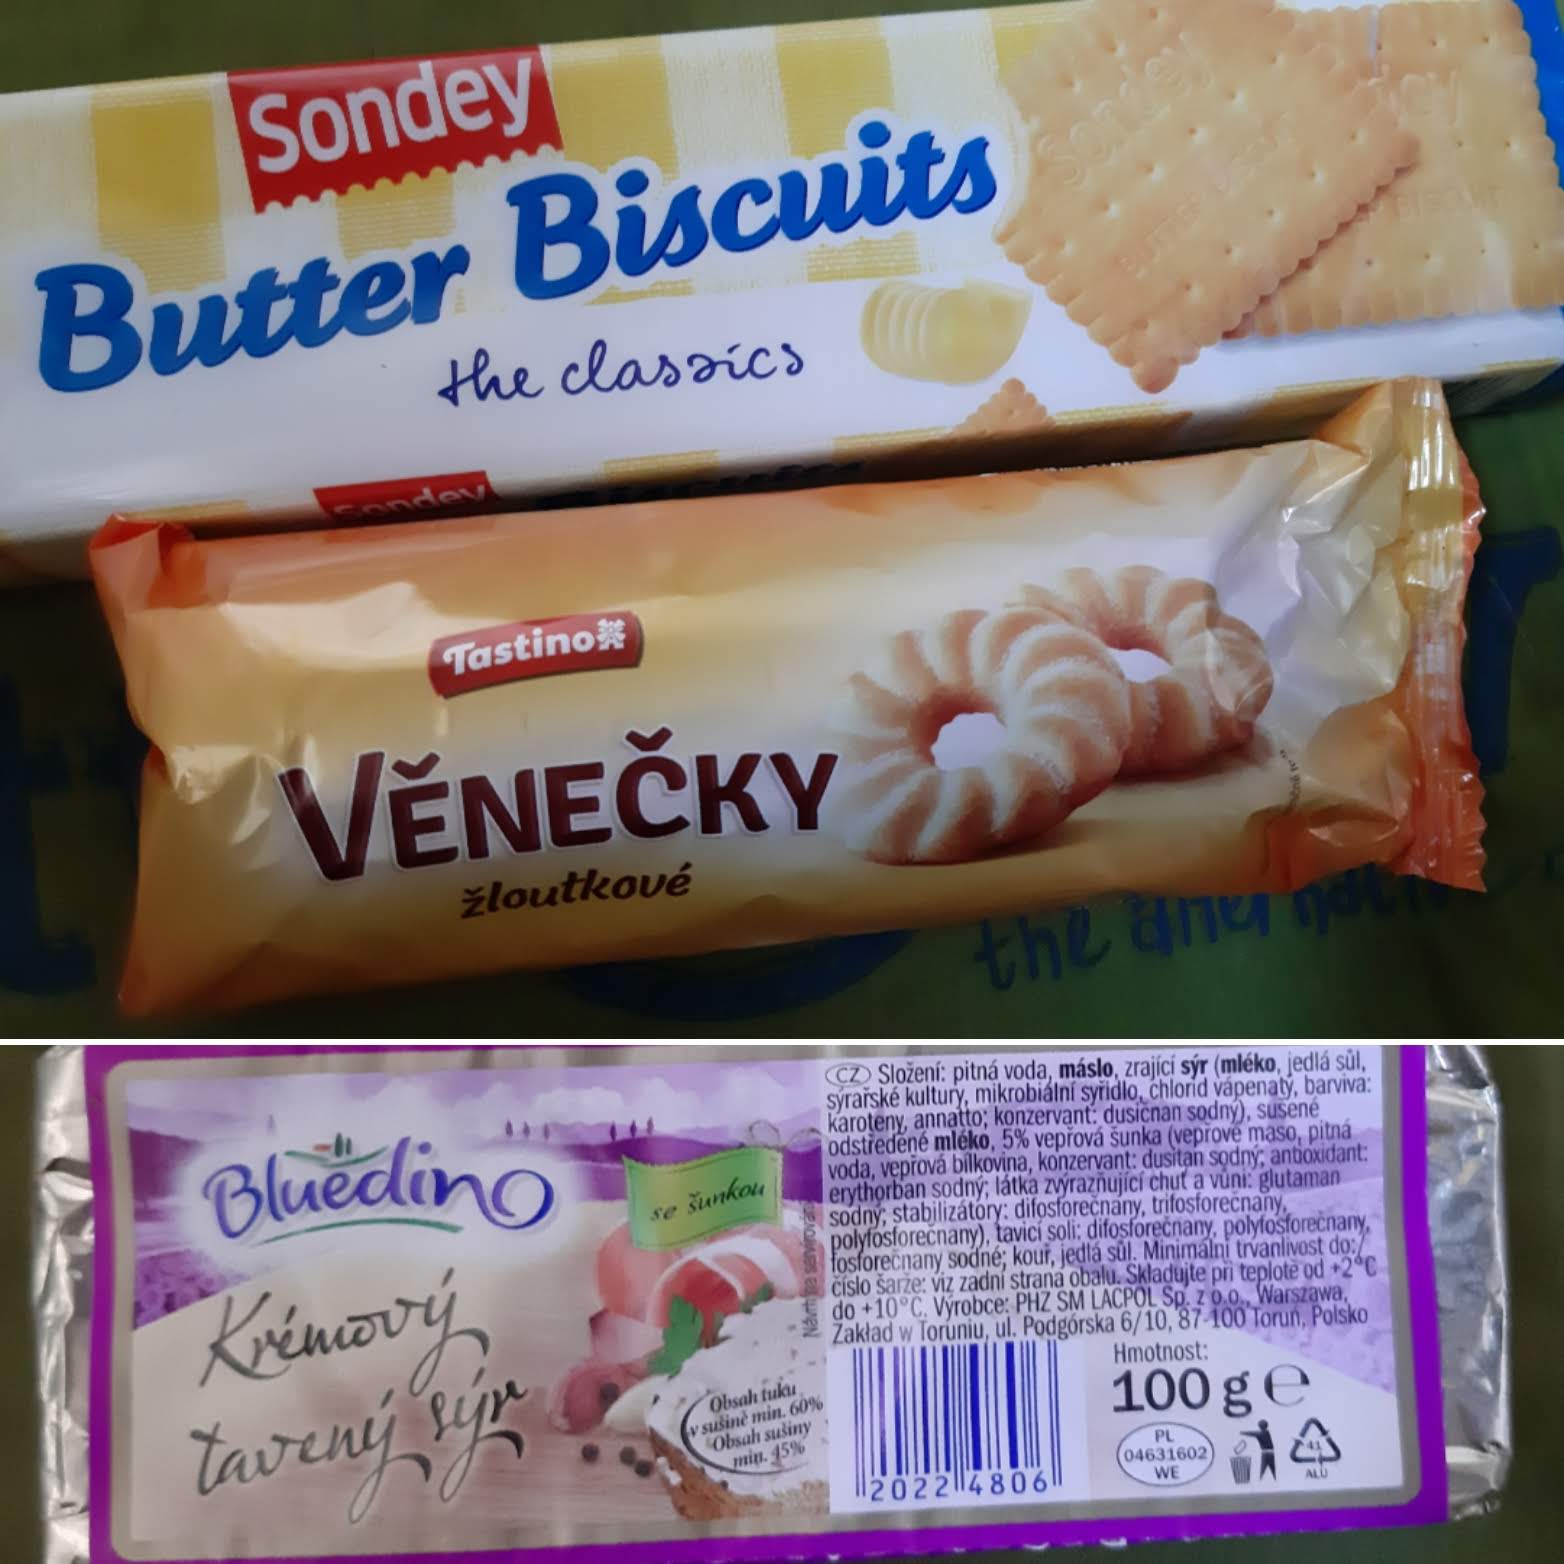 Sondey
Butter Biscuits
the classics
Sondey
Tastino
VĚNEČKY
žloutkové
the alternative
Bluedino
se šunkou
Krémový
tavený sýr
Obsah tuku
v sušině min. 60%
Obsah sušiny
min. 45%
CZ Složení: pitná voda, máslo, zrající sýr (mléko, jedlá sůl,
sýrařské kultury, mikrobiální syřidlo, chlorid vápenatý, barviva:
karoteny, annatto; konzervant: dusičnan sodný), sušené
odstředěné mléko, 5% vepřová šunka (vepřové maso, pitná
voda, vepřová bílkovina, konzervant: dusitan sodný; antioxidant:
erythorban sodný; látka zvýrazňující chuť a vůni: glutaman
sodný; stabilizátory: difosforečnany, trifosforečnany,
polyfosforečnany), tavicí soli: difosforečnany, polyfosforečnany,
fosforečnany sodné; kouř, jedlá sůl. Minimální trvanlivost do:/
číslo šarže: viz zadní strana obalu. Skladujte při teplotě od +2°C
do +10°C. Výrobce: PHZ SM LACPOL Sp. z o.o., Warszawa,
Zakład w Toruniu, ul. Podgórska 6/10, 87-100 Toruń, Polsko
20224806
Hmotnost:
100 g e
PL
04631602
WE
41
ALU